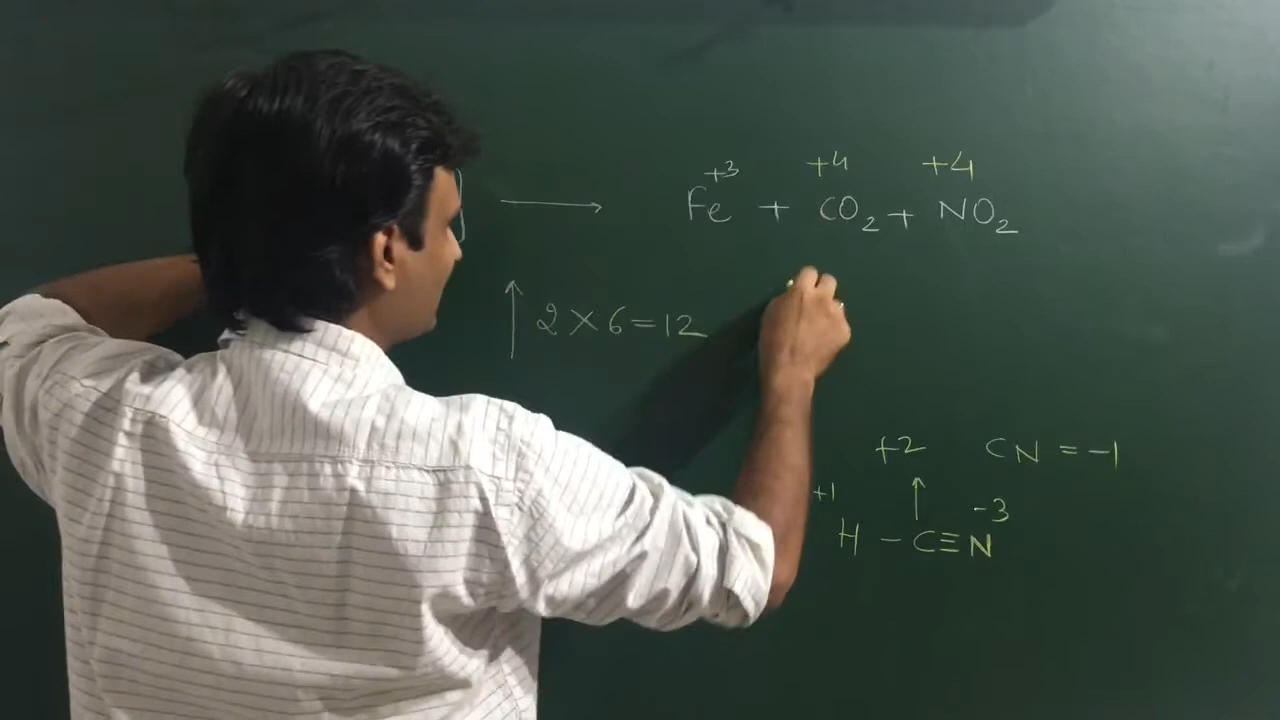 +3 +4 +4
] → Fe + CO₂ + NO₂
↑ 2 × 6 = 12
+2 CN = -1
↑
+1 -3
H - C≡N